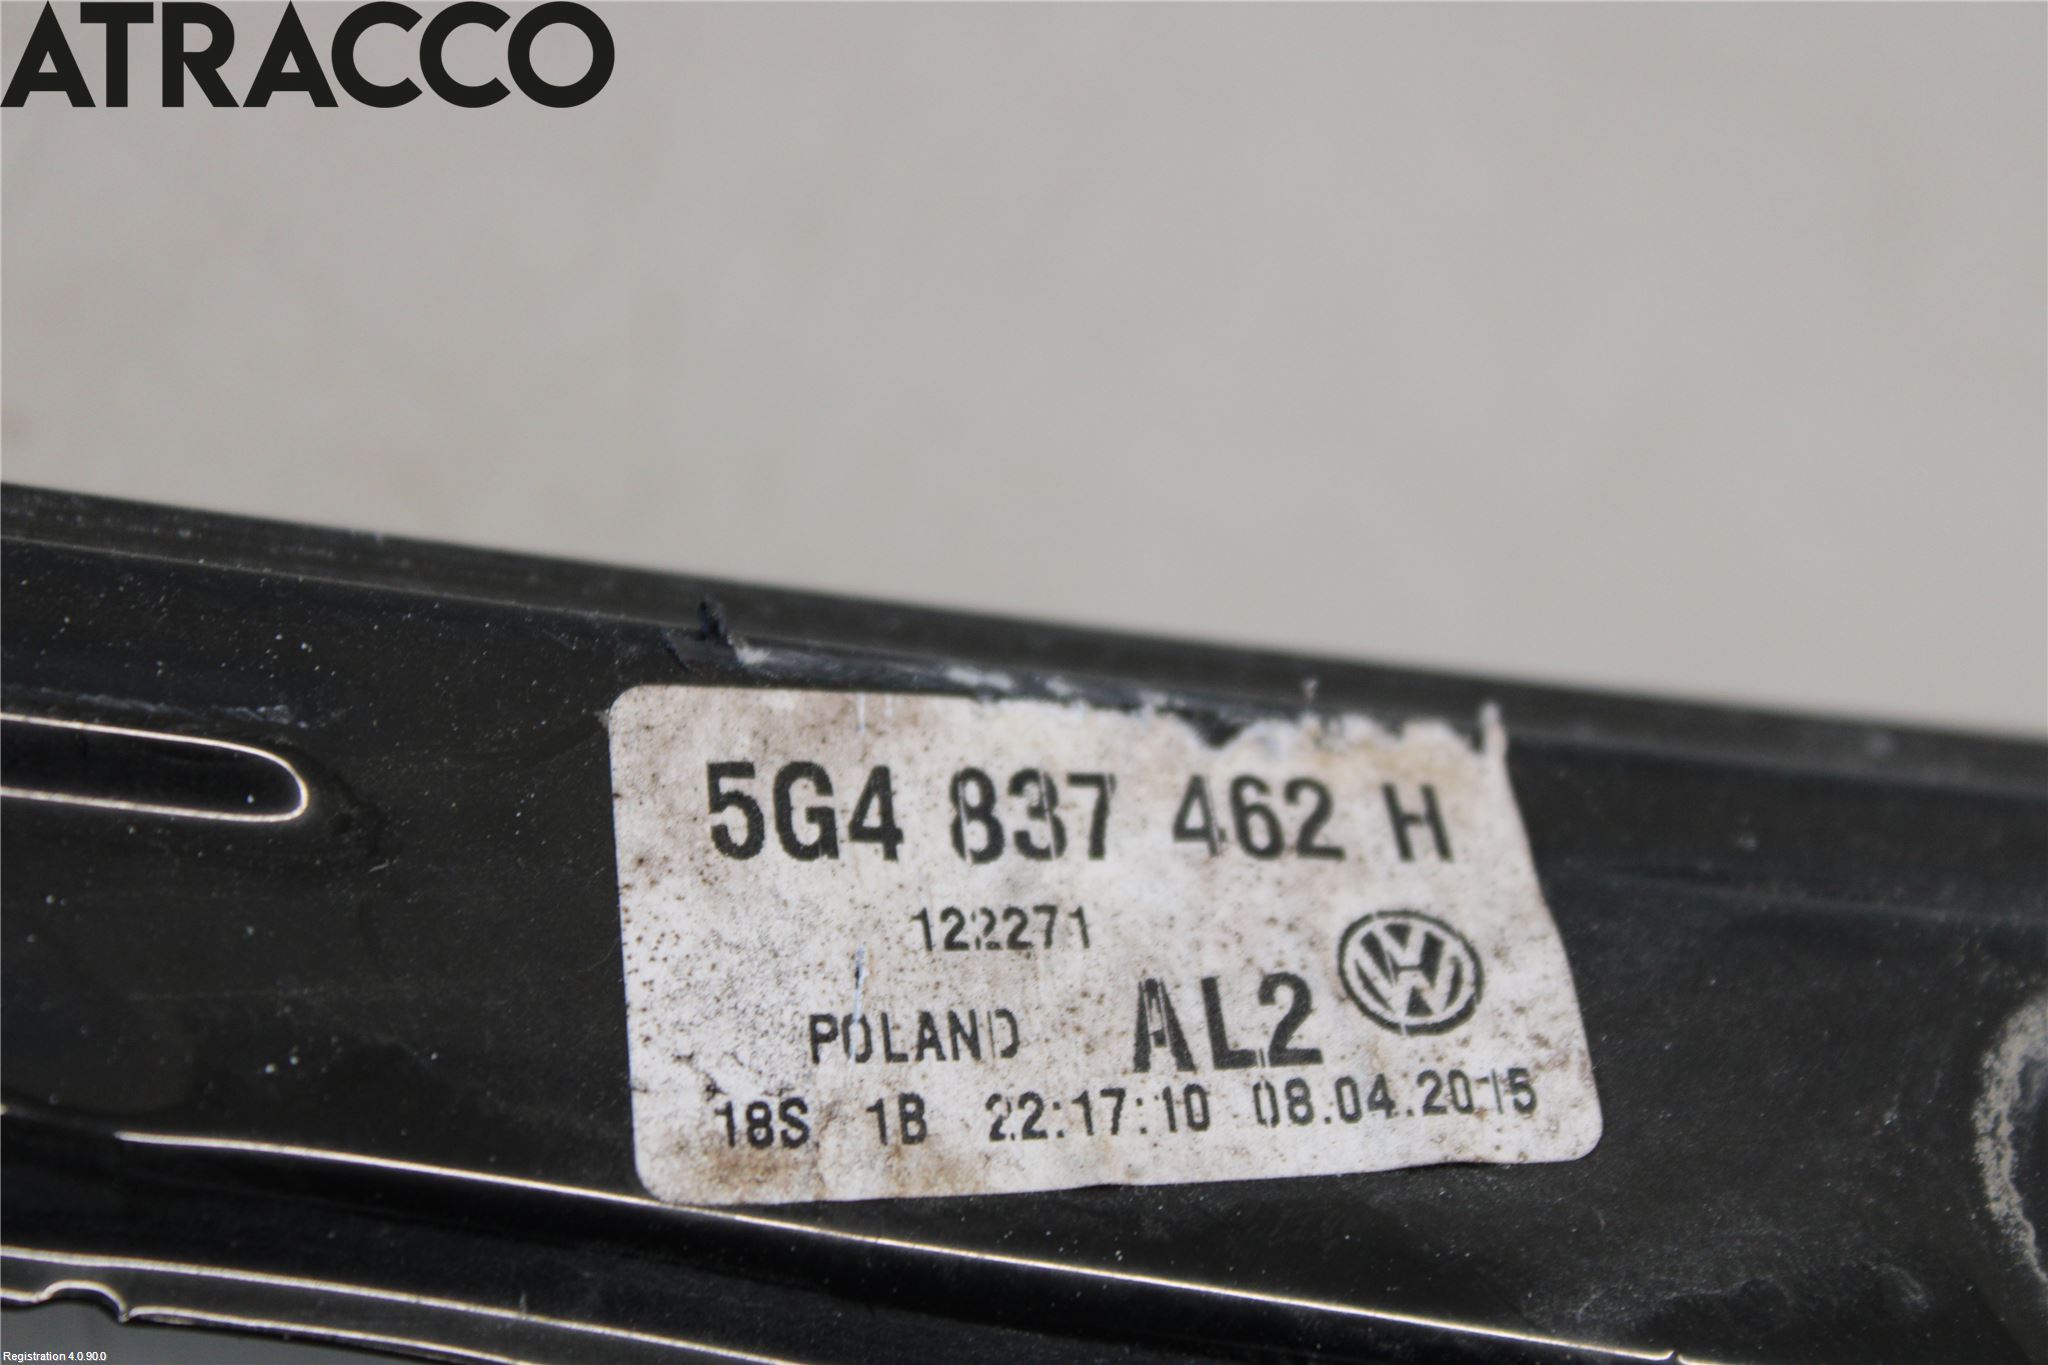 ATRACCO
5G4 837 462 H
122271
POLAND AL2
18S 1B 22:17:10 08.04.2015
Registration 4.0.90.0